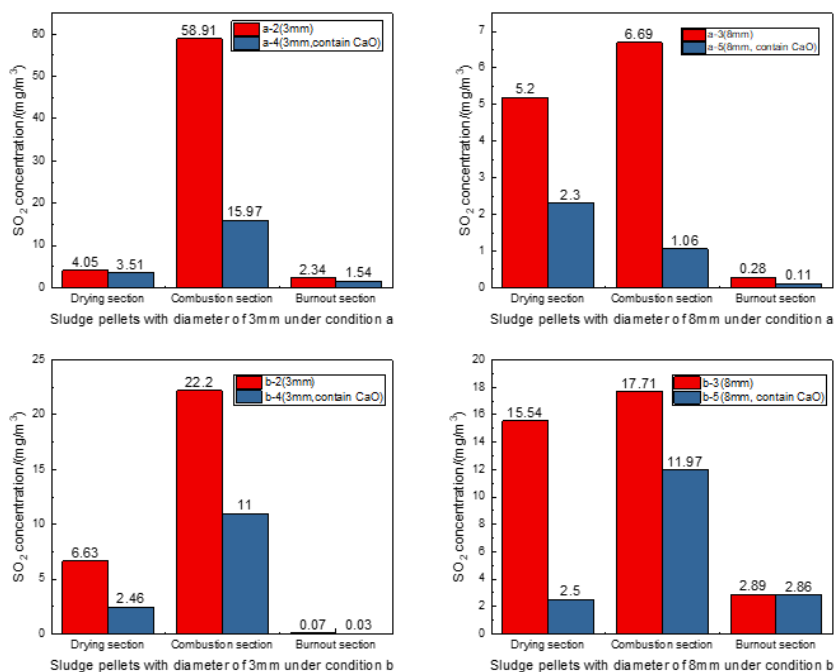 SO2 concentration/(mg/m3)
60
50
40
30
20
10
0
a-2(3mm)
a-4(3mm,contain CaO)
58.91
15.97
4.05
3.51
2.34
1.54
Drying section
Combustion section
Burnout section
Sludge pellets with diameter of 3mm under condition a
SO2 concentration/(mg/m3)
7
6
5
4
3
2
1
0
a-3(8mm)
a-5(8mm, contain CaO)
6.69
5.2
2.3
1.06
0.28
0.11
Drying section
Combustion section
Burnout section
Sludge pellets with diameter of 8mm under condition a
SO2 concentration/(mg/m3)
25
20
15
10
5
0
b-2(3mm)
b-4(3mm,contain CaO)
22.2
11
6.63
2.46
0.07
0.03
Drying section
Combustion section
Burnout section
Sludge pellets with diameter of 3mm under condition b
SO2 concentration/(mg/m3)
20
18
16
14
12
10
8
6
4
2
0
b-3(8mm)
b-5(8mm, contain CaO)
17.71
15.54
11.97
2.5
2.89
2.86
Drying section
Combustion section
Burnout section
Sludge pellets with diameter of 8mm under condition b